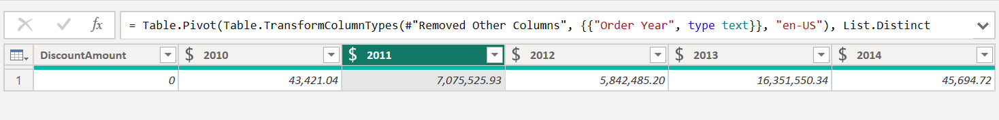 fx = Table.Pivot(Table.TransformColumnTypes(#"Removed Other Columns", {{"Order Year", type text}}, "en-US"), List.Distinct
DiscountAmount $ 2010 $ 2011 $ 2012 $ 2013 $ 2014
1 0 43,421.04 7,075,525.93 5,842,485.20 16,351,550.34 45,694.72